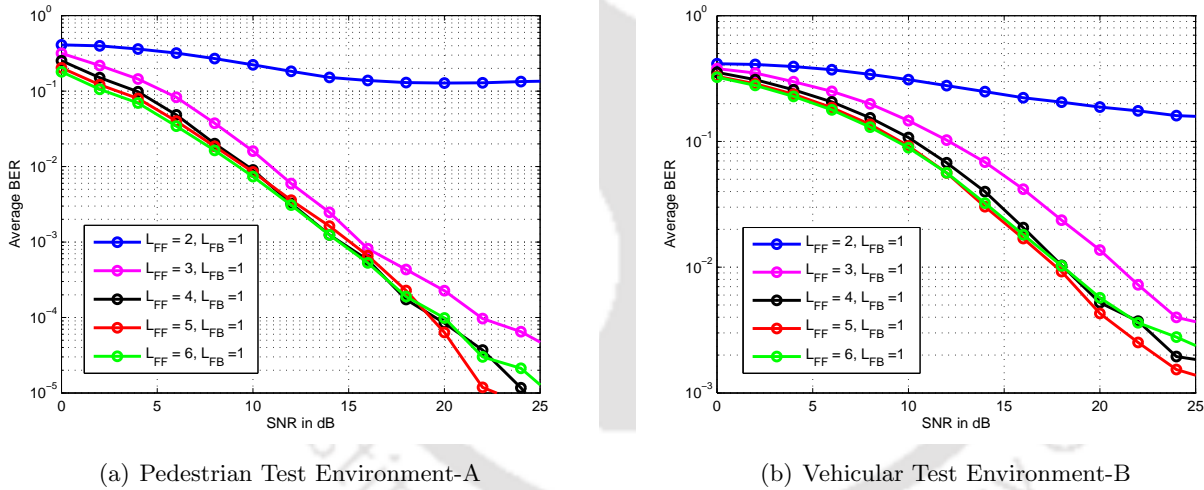 10^0
10^-1
10^-2
10^-3
10^-4
10^-5
Average BER
0 5 10 15 20 25
SNR in dB
L_FF = 2, L_FB =1
L_FF = 3, L_FB =1
L_FF = 4, L_FB =1
L_FF = 5, L_FB =1
L_FF = 6, L_FB =1
(a) Pedestrian Test Environment-A
10^0
10^-1
10^-2
10^-3
Average BER
0 5 10 15 20 25
SNR in dB
L_FF = 2, L_FB =1
L_FF = 3, L_FB =1
L_FF = 4, L_FB =1
L_FF = 5, L_FB =1
L_FF = 6, L_FB =1
(b) Vehicular Test Environment-B